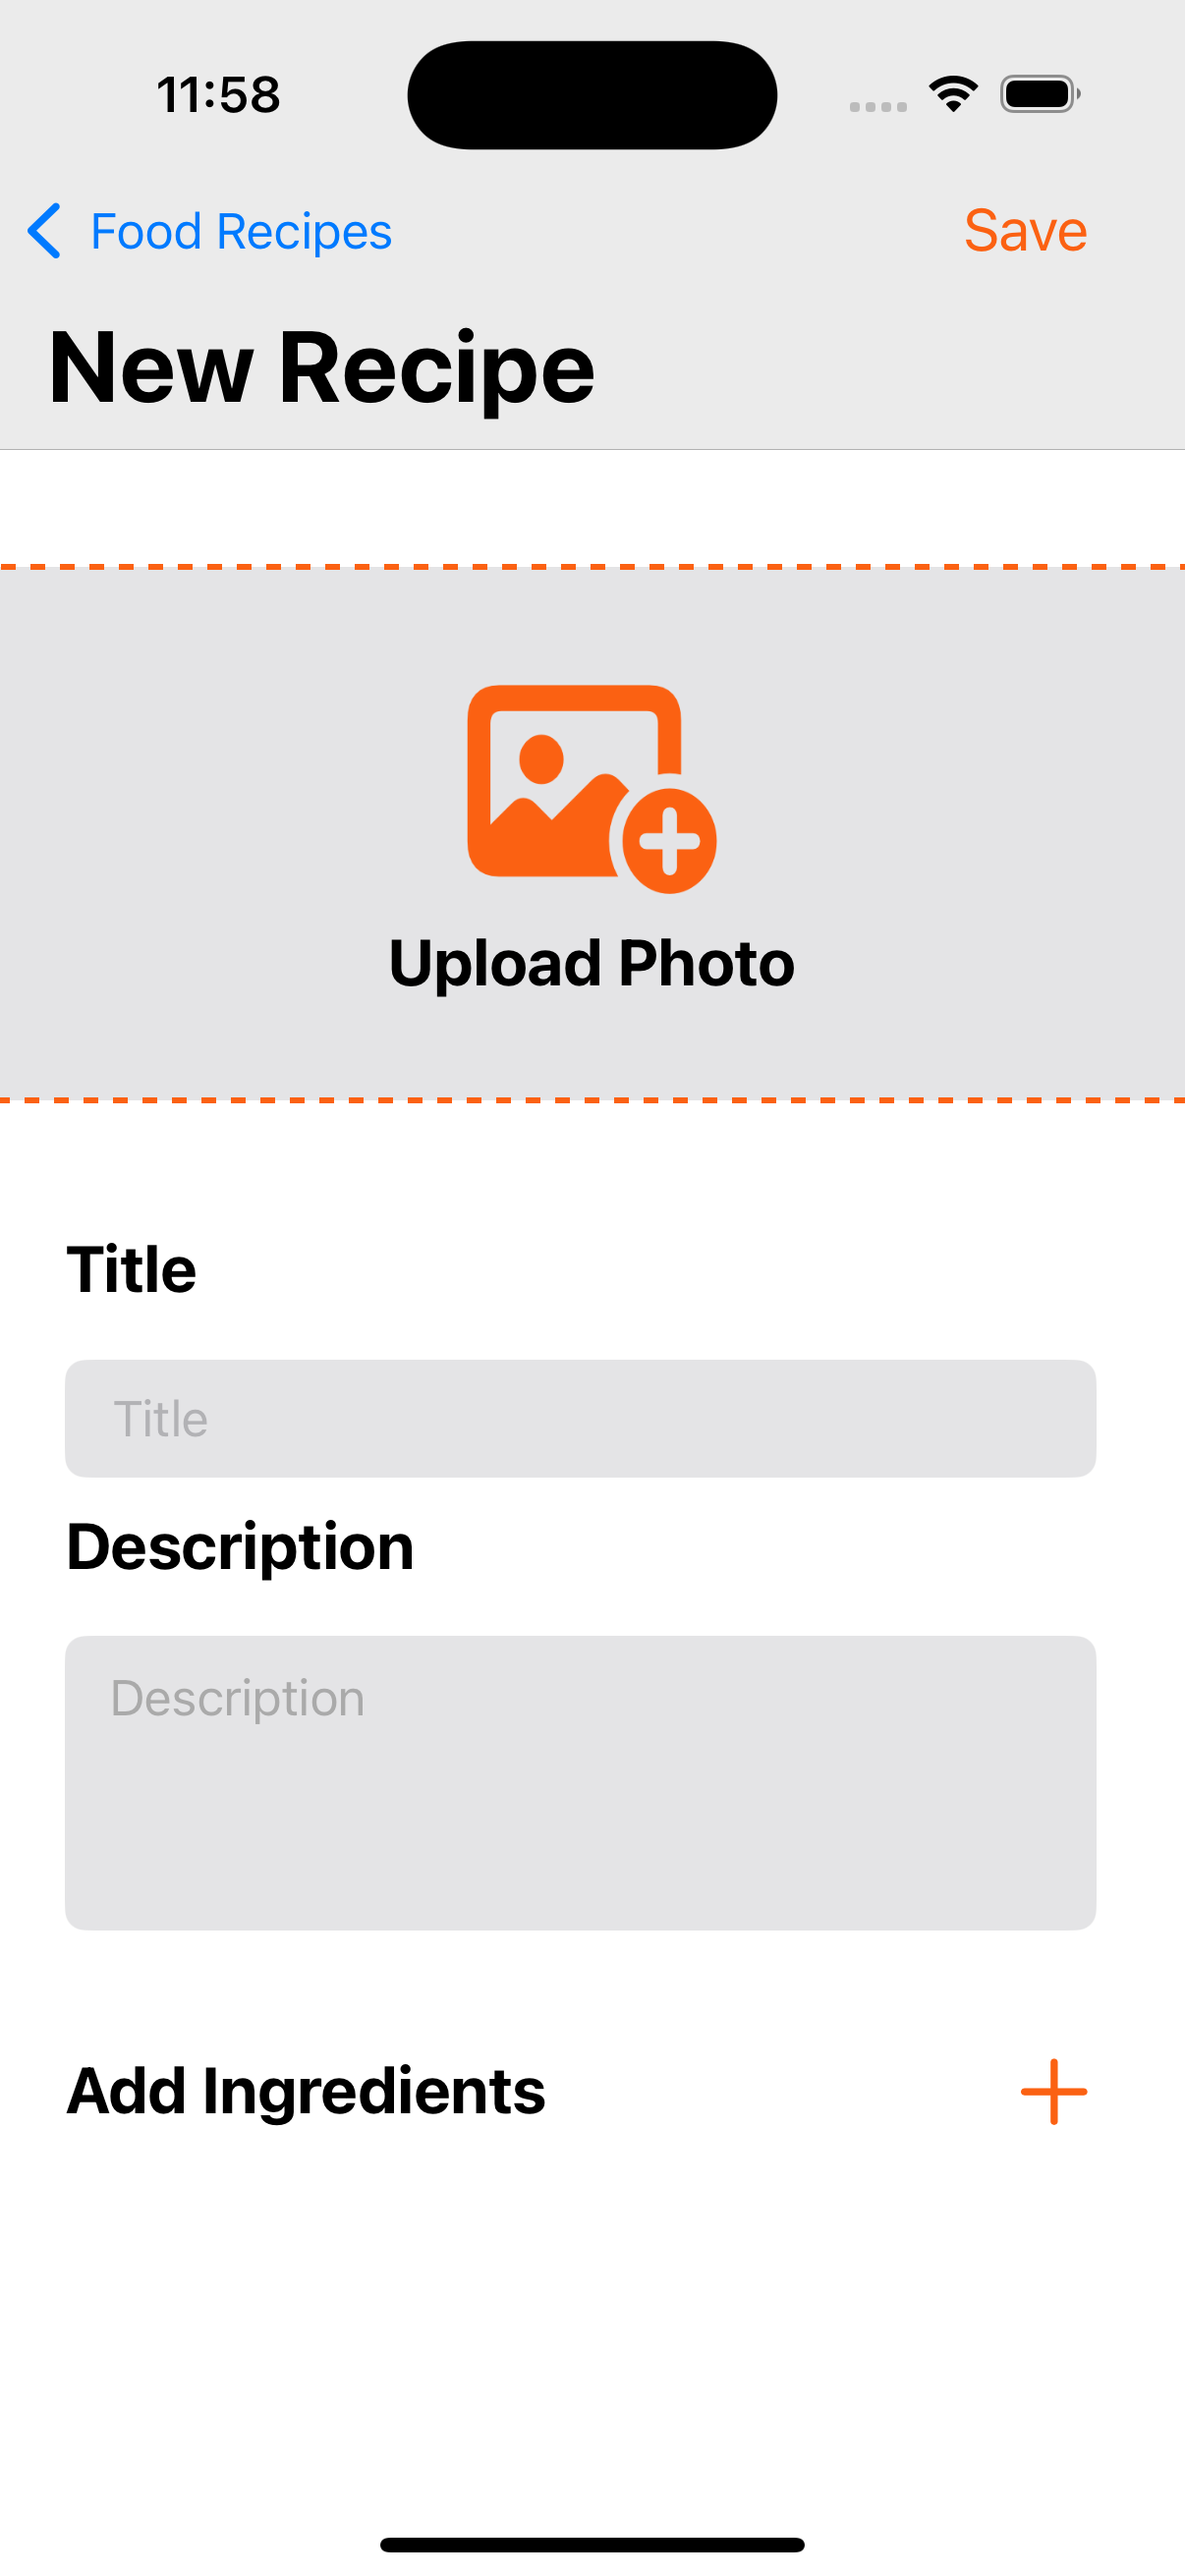 11:58
Food Recipes
Save
New Recipe
Upload Photo
Title
Title
Description
Description
Add Ingredients